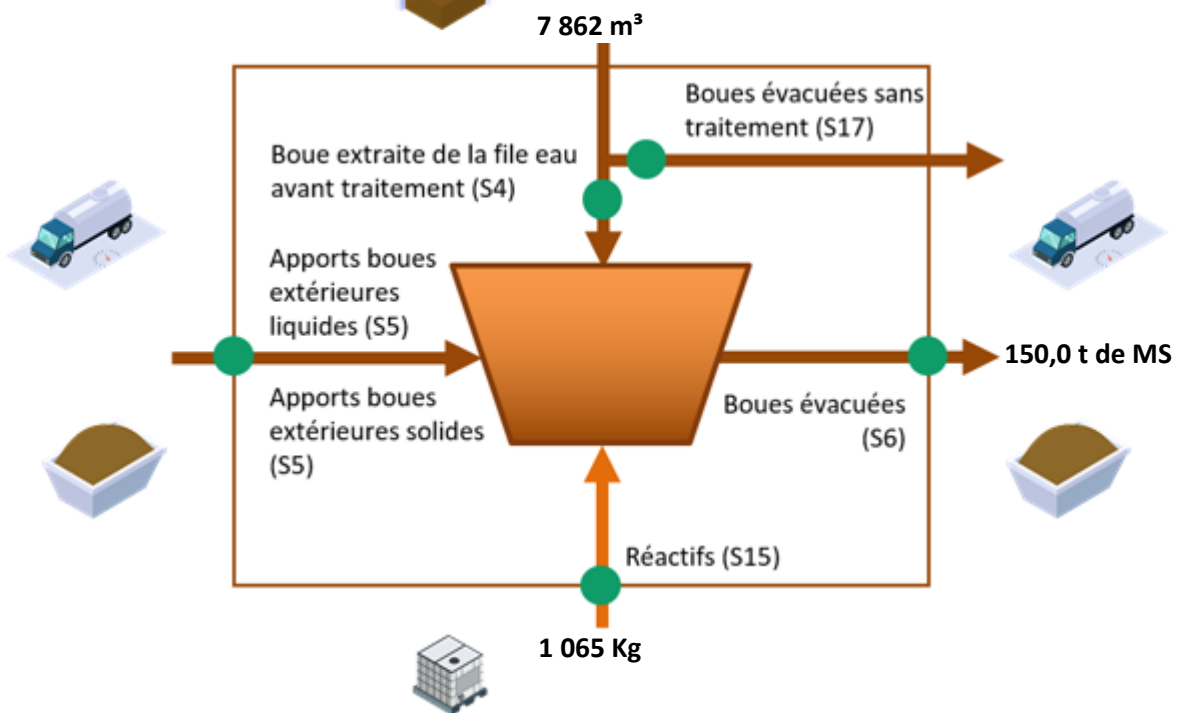 7 862 m³
Boues évacuées sans
traitement (S17)
Boue extraite de la file eau
avant traitement (S4)
Apports boues
extérieures
liquides (S5)
150,0 t de MS
Apports boues
extérieures solides
(S5)
Boues évacuées
(S6)
Réactifs (S15)
1 065 Kg